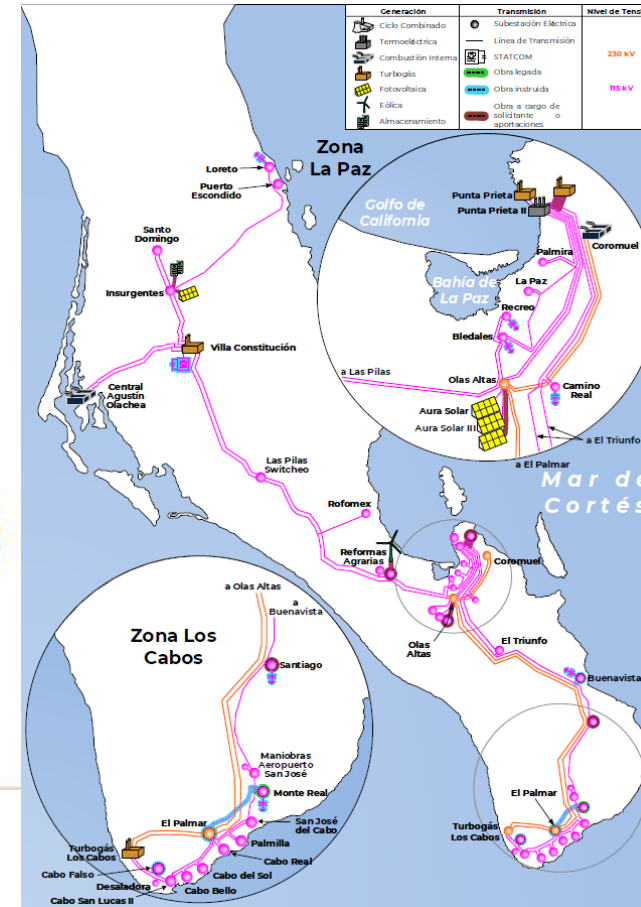 Generación
Transmisión
Nivel de Tens
Ciclo Combinado
Subestación Eléctrica
Termoeléctrica
Línea de Transmisión
Combustión Interna
STATCOM
230 kV
Turbogás
Obra legada
Fotovoltaica
Obra instruida
115 kV
Eólica
Obra a cargo de
solicitante o
aportaciones
Almacenamiento
Zona
La Paz
Loreto
Puerto
Escondido
Santo
Domingo
Insurgentes
Villa Constitución
Central
Agustín
Olachea
Las Pilas
Switcheo
Rofomex
Reformas
Agrarias
Coromuel
Olas
Altas
El Triunfo
Buenavista
El Palmar
Turbogás
Los Cabos
Mar de
Cortés
Golfo de
California
Punta Prieta
Punta Prieta II
Coromuel
Palmira
Bahía de
La Paz
La Paz
Recreo
Bledales
a Las Pilas
Olas Altas
Camino
Real
Aura Solar
Aura Solar III
a El Triunfo
a El Palmar
Zona Los
Cabos
a Olas Altas
a
Buenavista
Santiago
Maniobras
Aeropuerto
San José
Monte Real
El Palmar
San José
del Cabo
Palmilla
Turbogás
Los Cabos
Cabo Real
Cabo Falso
Cabo del Sol
Desaladora
Cabo Bello
Cabo San Lucas II